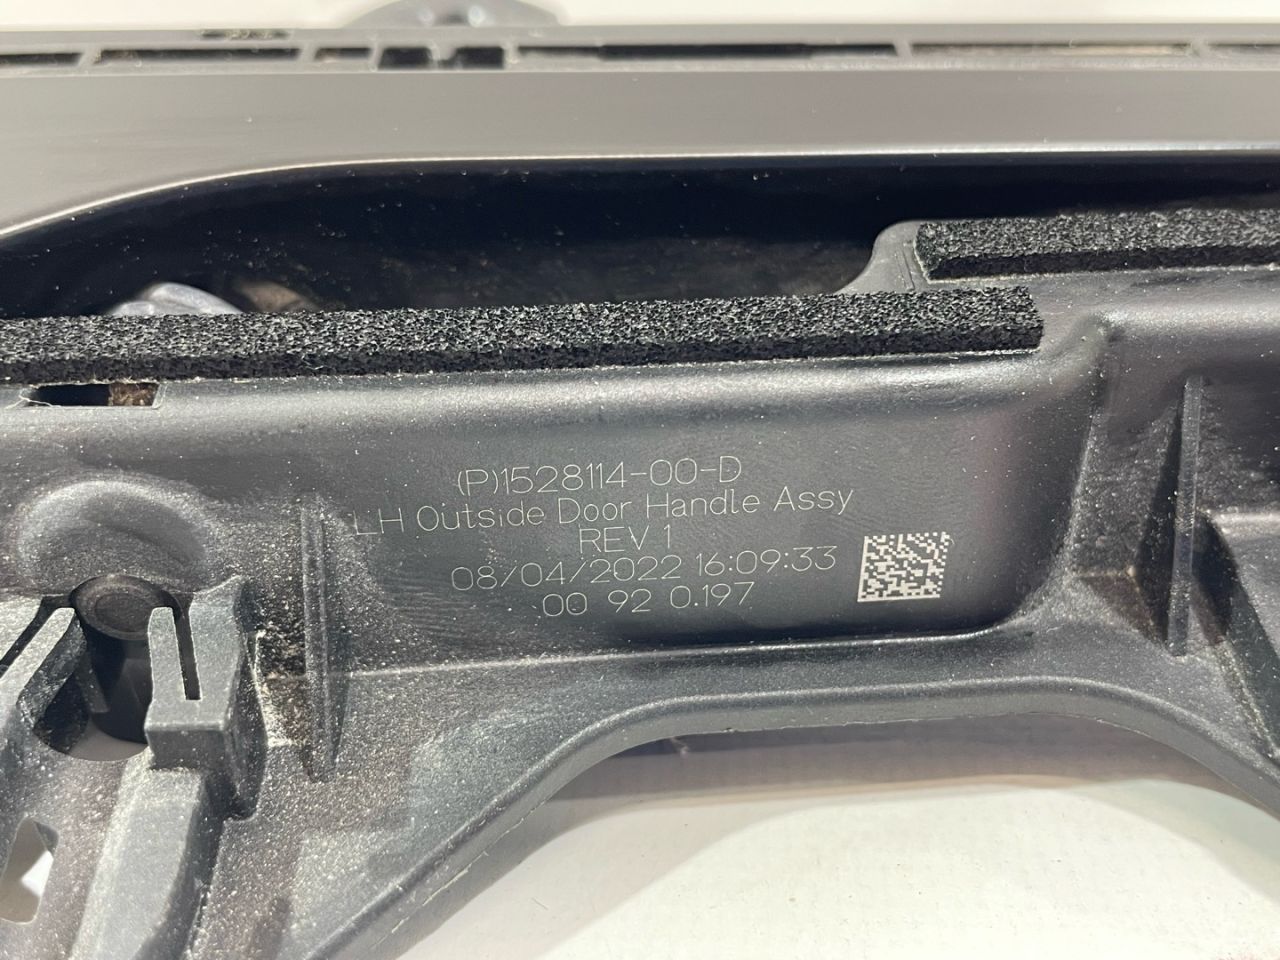 (P)1528114-00-D
LH Outside Door Handle Assy
REV 1
08/04/2022 16:09:33
00 92 0.197